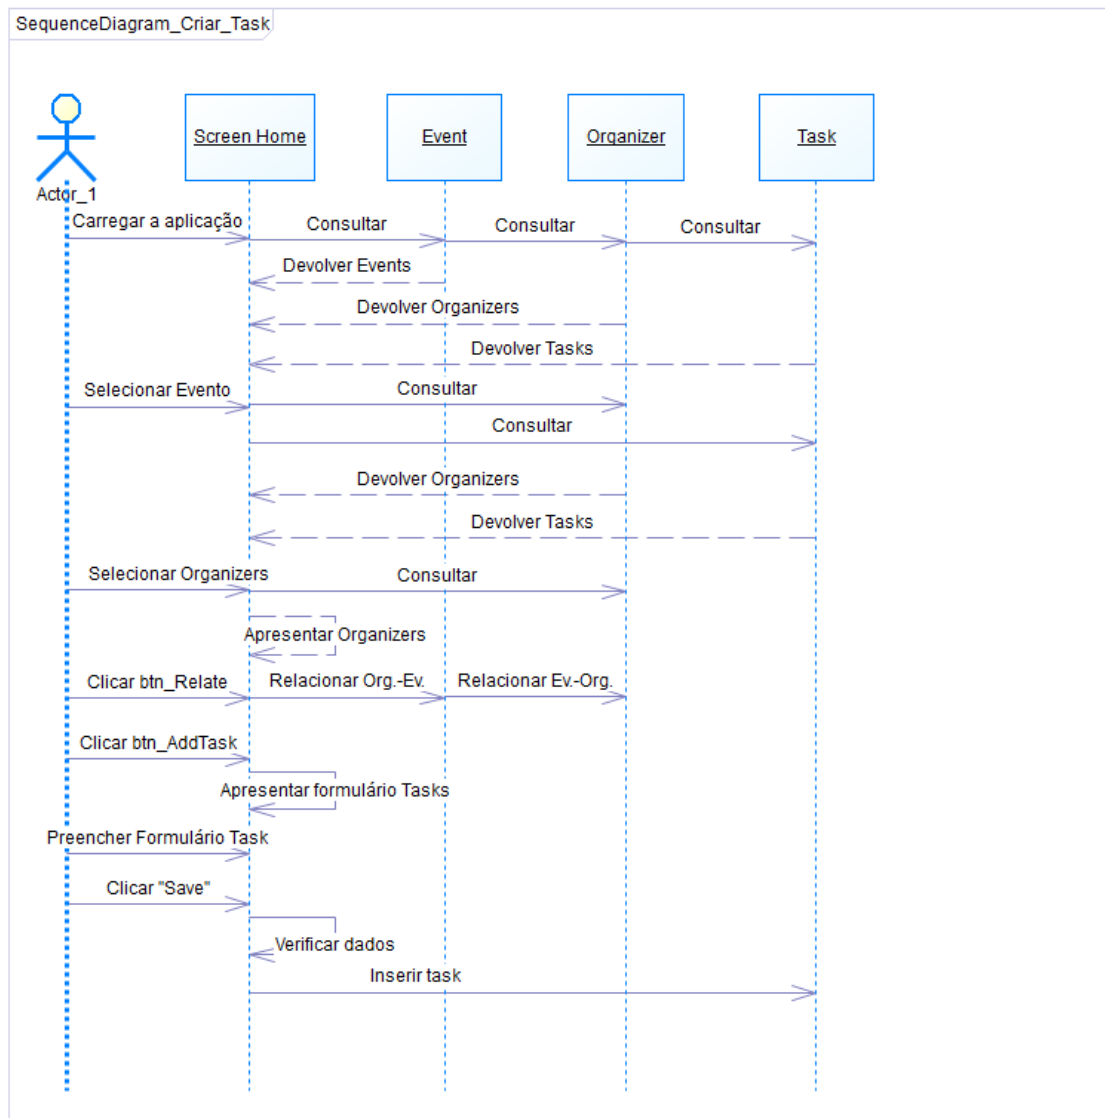 SequenceDiagram_Criar_Task
Screen Home
Event
Organizer
Task
Actor_1
Carregar a aplicação
Consultar
Consultar
Consultar
Devolver Events
Devolver Organizers
Devolver Tasks
Selecionar Evento
Consultar
Consultar
Devolver Organizers
Devolver Tasks
Selecionar Organizers
Consultar
Apresentar Organizers
Clicar btn_Relate
Relacionar Org.-Ev.
Relacionar Ev.-Org.
Clicar btn_AddTask
Apresentar formulário Tasks
Preencher Formulário Task
Clicar "Save"
Verificar dados
Inserir task